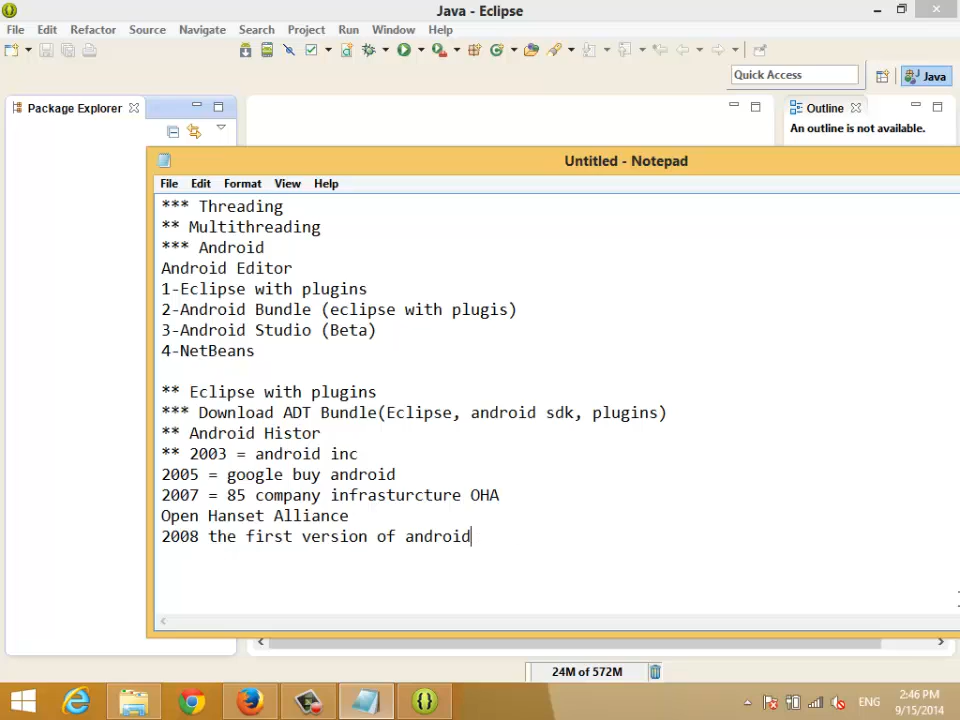 Java - Eclipse
File Edit Refactor Source Navigate Search Project Run Window Help
Quick Access
Java
Package Explorer
Outline
An outline is not available.
Untitled - Notepad
File Edit Format View Help
*** Threading
** Multithreading
*** Android
Android Editor
1-Eclipse with plugins
2-Android Bundle (eclipse with plugis)
3-Android Studio (Beta)
4-NetBeans
** Eclipse with plugins
*** Download ADT Bundle(Eclipse, android sdk, plugins)
** Android Histor
** 2003 = android inc
2005 = google buy android
2007 = 85 company infrasturcture OHA
Open Hanset Alliance
2008 the first version of android
24M of 572M
ENG
2:46 PM
9/15/2014